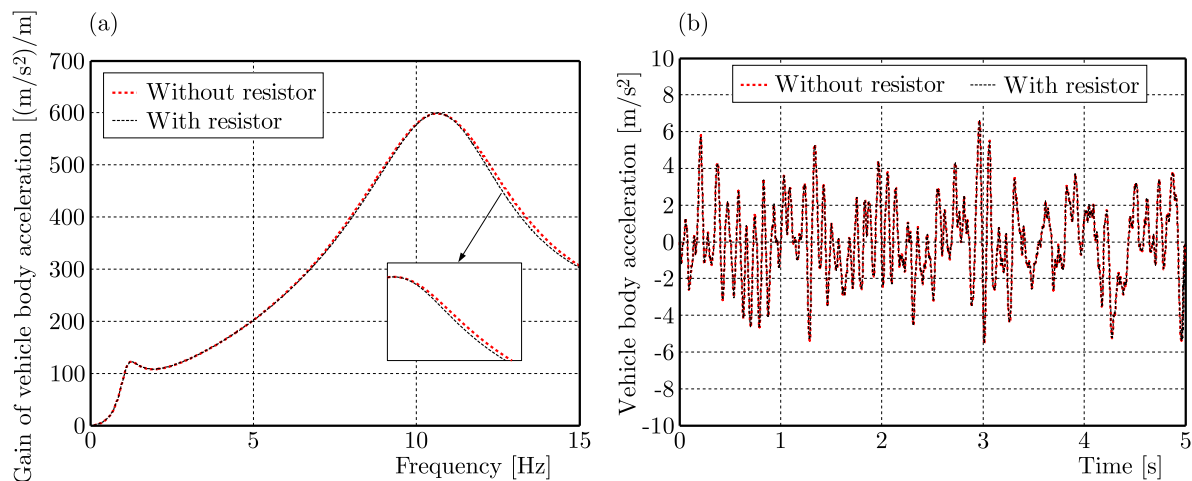 (a)
Gain of vehicle body acceleration [(m/s²)/m]
700
600
500
400
300
200
100
0
Without resistor
With resistor
0 5 10 15
Frequency [Hz]
(b)
Vehicle body acceleration [m/s²]
10
8
6
4
2
0
-2
-4
-6
-8
-10
Without resistor With resistor
0 1 2 3 4 5
Time [s]